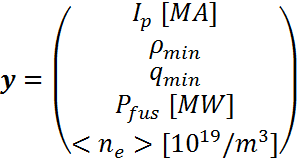 I_p [MA]
ρ_min
y = q_min
P_fus [MW]
< n_e > [10^19/m^3]